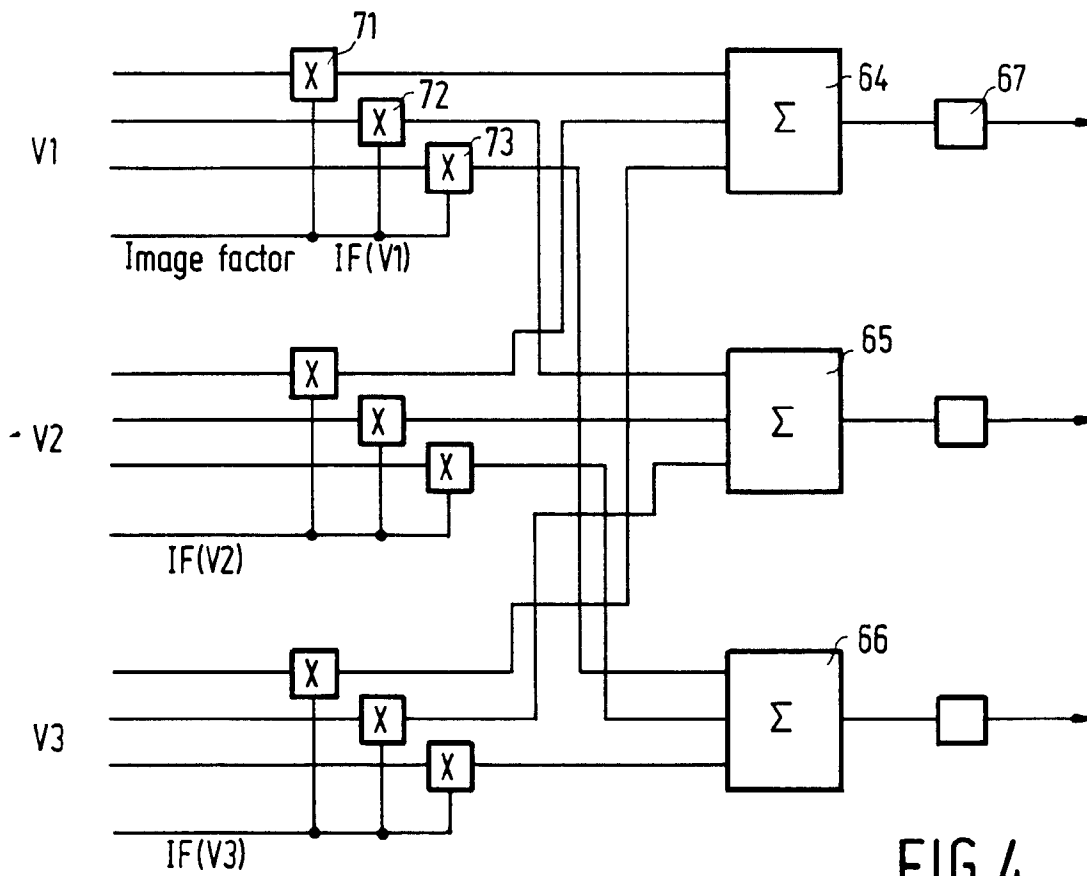 71
X
72
X
73
X
V1
Image factor IF(V1)
Σ
64
67
X
X
X
V2
IF(V2)
Σ
65
X
X
X
V3
IF(V3)
Σ
66
FIG.4